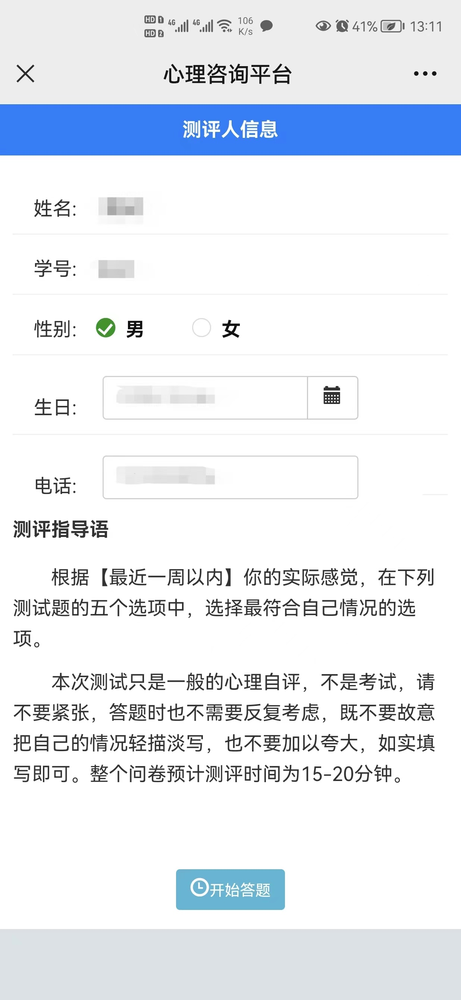 HD 1 4G 4G 106 41% 13:11
HD 2 K/s
心理咨询平台
测评人信息
姓名:
学号:
性别: 男 女
生日:
电话:
测评指导语
根据【最近一周以内】你的实际感觉，在下列
测试题的五个选项中，选择最符合自己情况的选
项。
本次测试只是一般的心理自评，不是考试，请
不要紧张，答题时也不需要反复考虑，既不要故意
把自己的情况轻描淡写，也不要加以夸大，如实填
写即可。整个问卷预计测评时间为15-20分钟。
开始答题